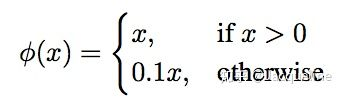 ϕ(x) = { x, if x > 0
0.1x, otherwise